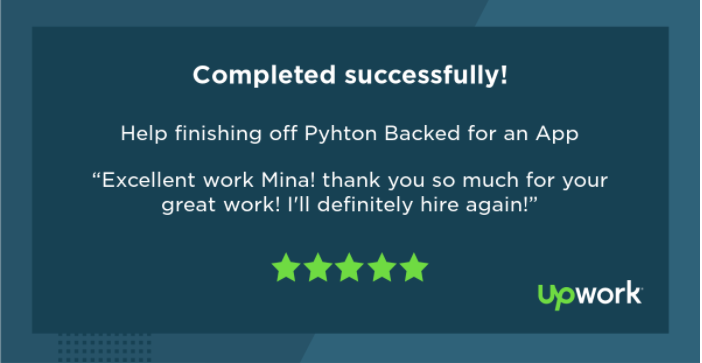 Completed successfully!
Help finishing off Pyhton Backed for an App
“Excellent work Mina! thank you so much for your
great work! I'll definitely hire again!”
upwork